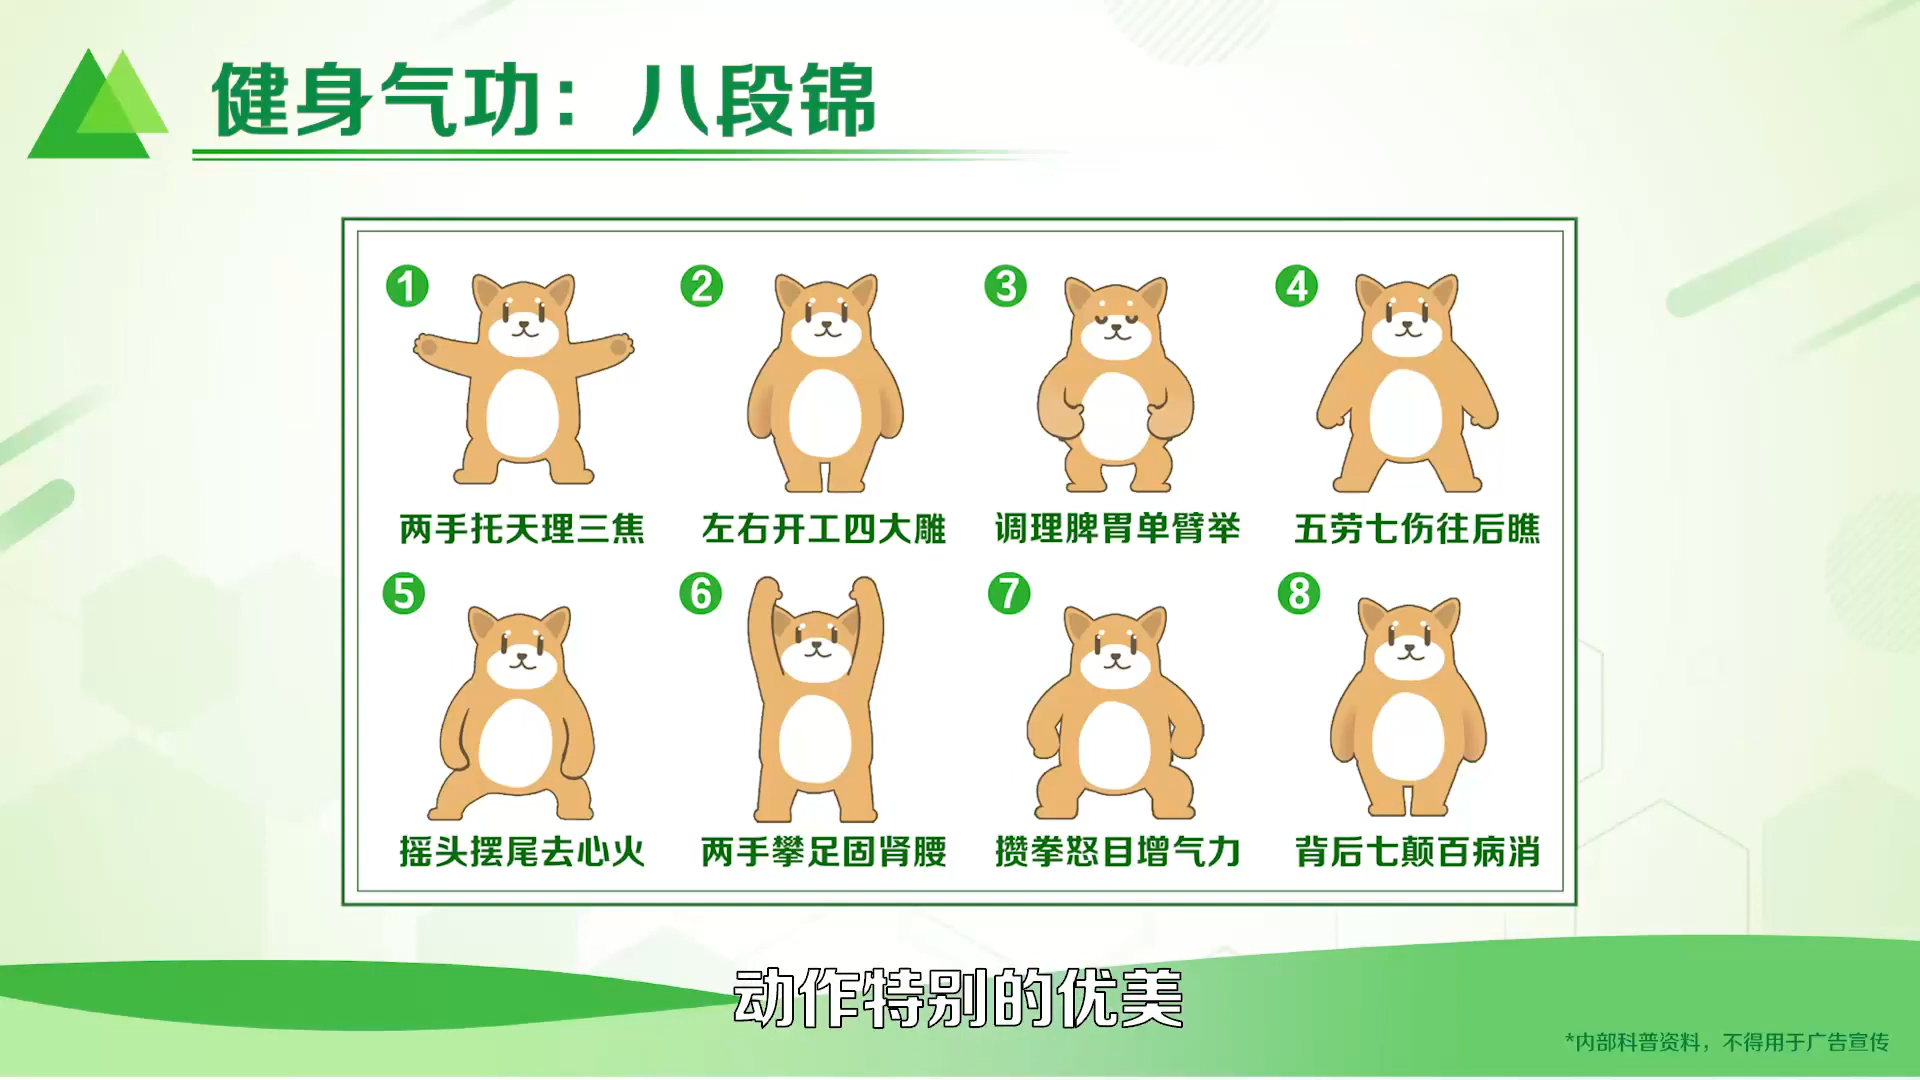 健身气功：八段锦
1 2 3 4
两手托天理三焦 左右开工四大雕 调理脾胃单臂举 五劳七伤往后瞧
5 6 7 8
摇头摆尾去心火 两手攀足固肾腰 攒拳怒目增气力 背后七颠百病消
动作特别的优美
*内部科普资料，不得用于广告宣传